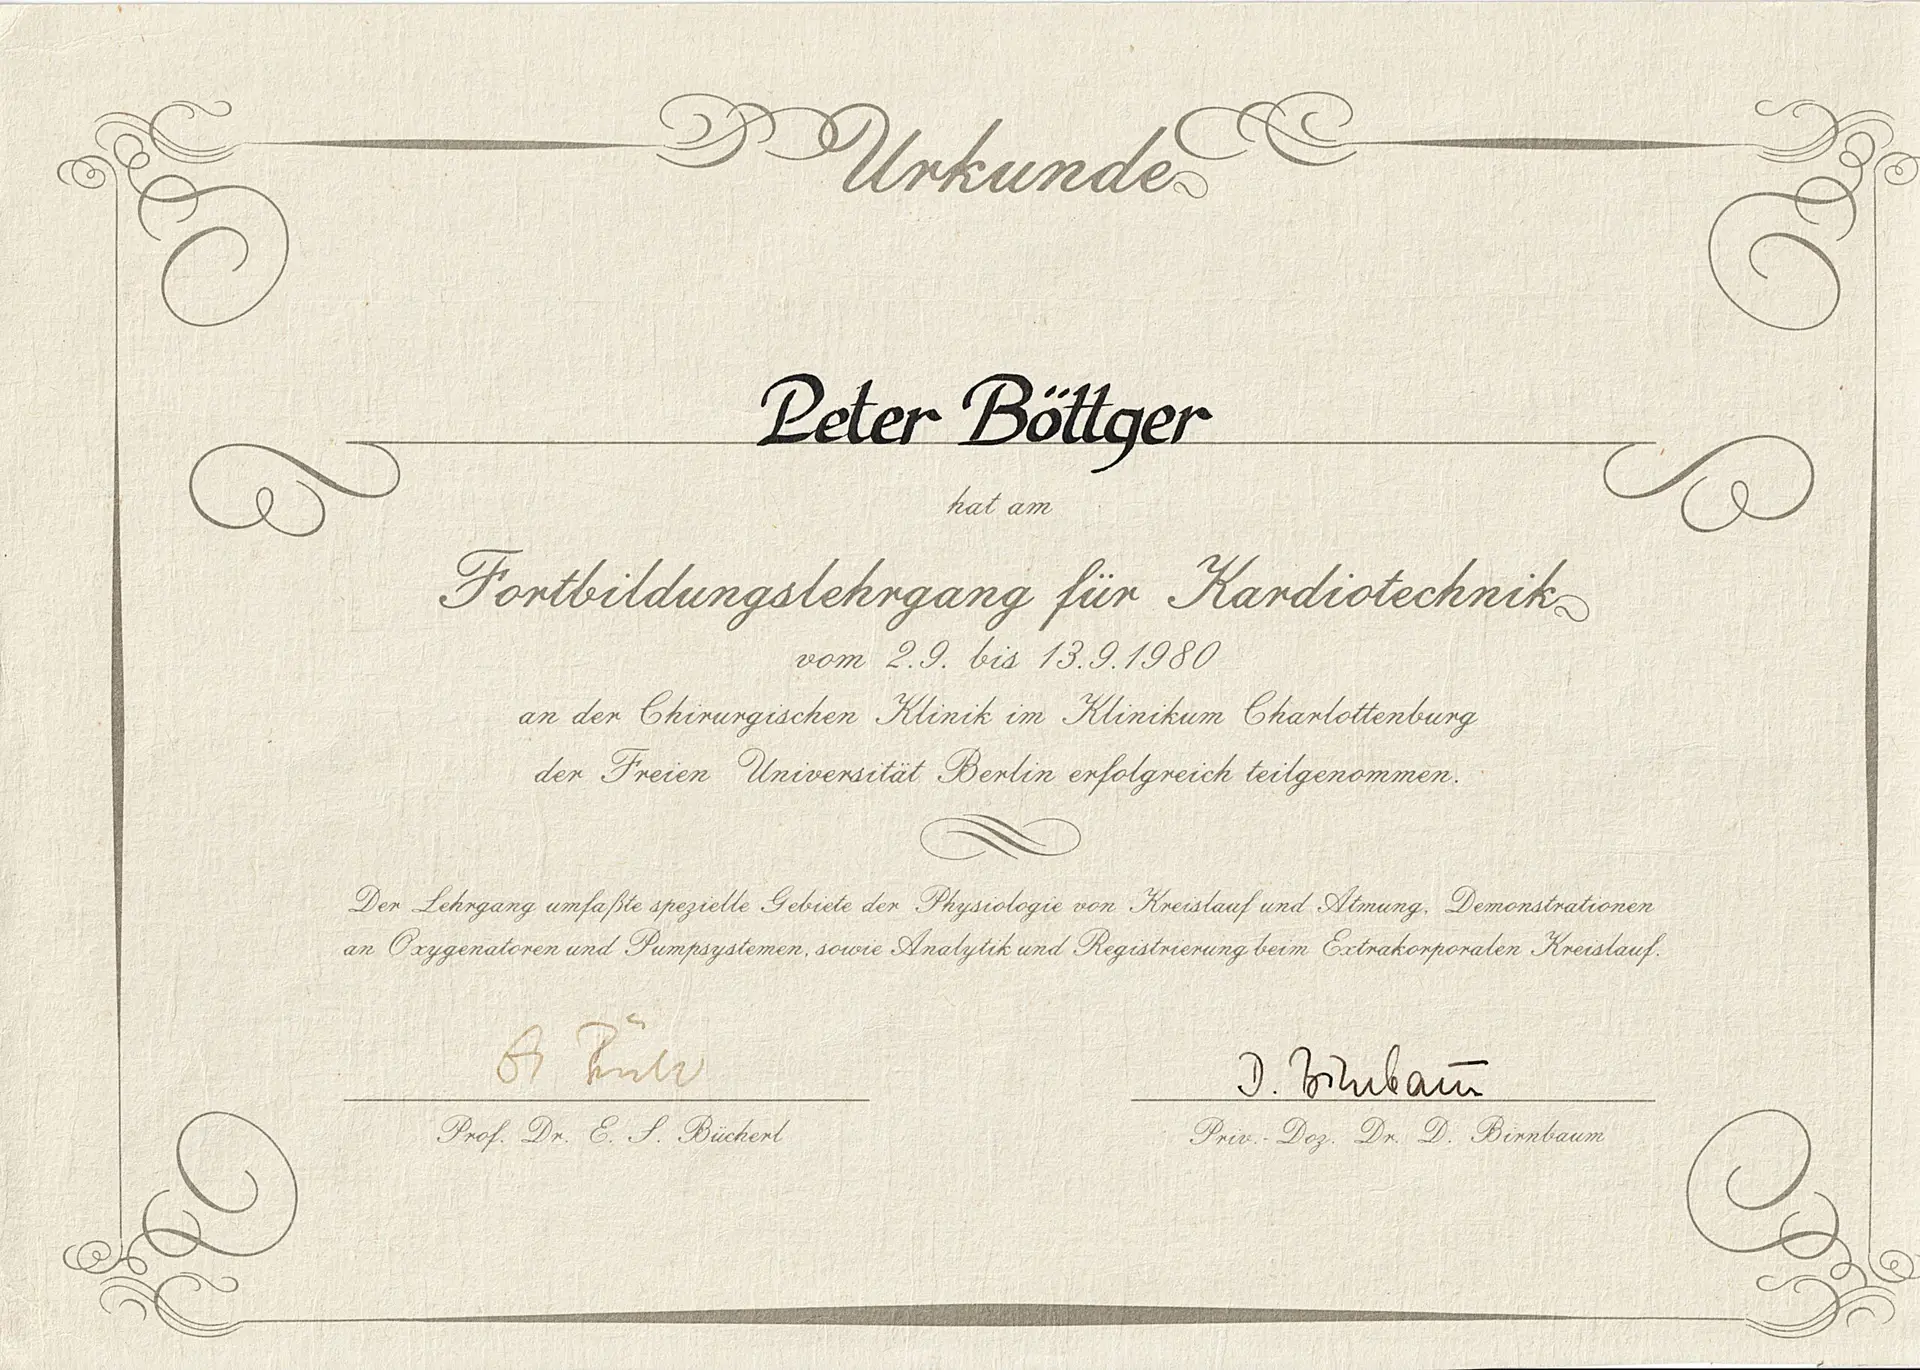 Urkunde
Peter Böttger
hat am
Fortbildungslehrgang für Kardiotechnik
vom 2.9. bis 13.9.1980
an der Chirurgischen Klinik im Klinikum Charlottenburg
der Freien Universität Berlin erfolgreich teilgenommen.
Der Lehrgang umfaßte spezielle Gebiete der Physiologie von Kreislauf und Atmung, Demonstrationen
an Oxygenatoren und Pumpsystemen, sowie Analytik und Registrierung beim Extrakorporalen Kreislauf.
D. Birnbaum
Prof. Dr. E. S. Bücherl
Priv.-Doz. Dr. D. Birnbaum